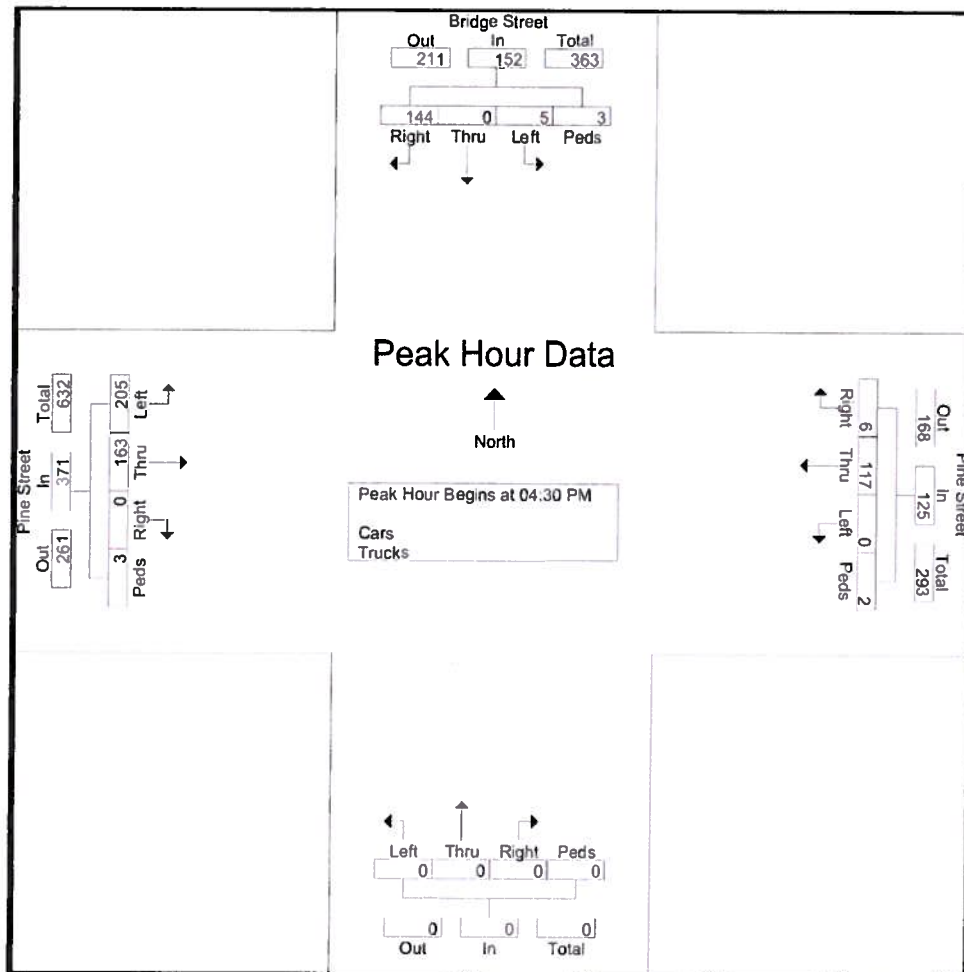 Bridge Street
Out In Total
211 152 363
144 0 5 3
Right Thru Left Peds
Peak Hour Data
North
Peak Hour Begins at 04:30 PM
Cars
Trucks
Pine Street
Total In Out
632 371 261
205 163 0 3
Left Thru Right Peds
Right Thru Left Peds
6 117 0 2
Out In Total
168 125 293
Pine Street
Left Thru Right Peds
0 0 0 0
0 0 0
Out In Total